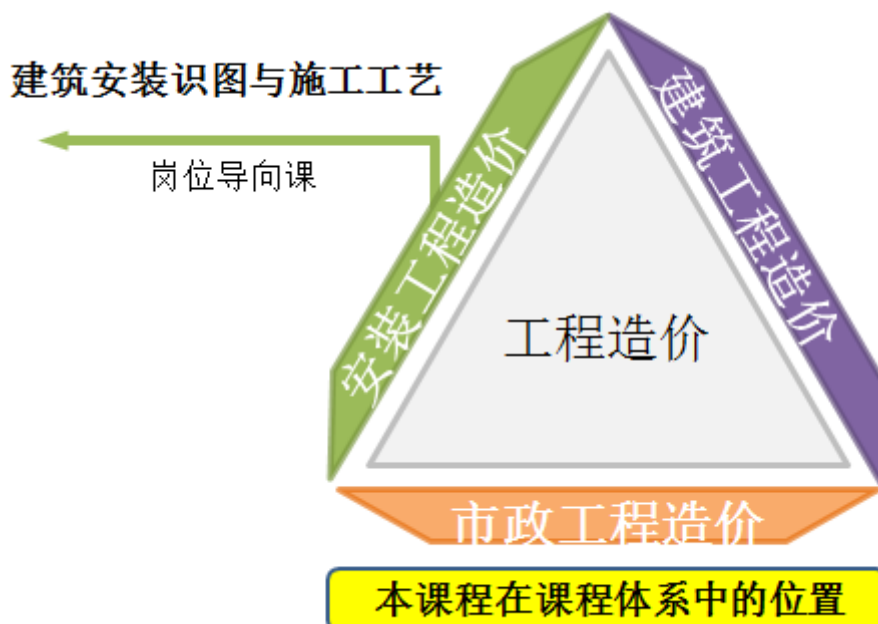 建筑安装识图与施工工艺
岗位导向课
安装工程造价
建筑工程造价
工程造价
市政工程造价
本课程在课程体系中的位置